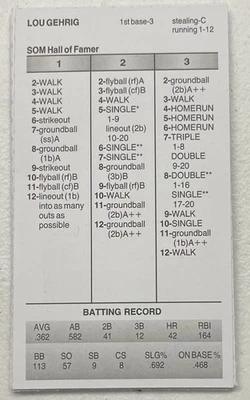 LOU GEHRIG 1st base-3 stealing-C
running 1-12
SOM Hall of Famer
1 2 3
2-WALK
3-WALK
4-WALK
5-WALK
6-strikeout
7-groundball
(ss)A
8-groundball
(1b)A
9-strikeout
10-flyball (rf)B
11-flyball (cf)B
12-lineout (1b)
into as many
outs as
possible
2-flyball (rf)A
3-flyball (cf)B
4-WALK
5-SINGLE*
1-9
lineout (2b)
10-20
6-SINGLE**
7-SINGLE**
8-groundball
(3b)B
9-flyball (rf)B
10-WALK
11-groundball
(2b)A++
12-groundball
(2b)A++
2-groundball
(2b)A++
3-WALK
4-HOMERUN
5-HOMERUN
6-HOMERUN
7-TRIPLE
1-8
DOUBLE
9-20
8-DOUBLE**
1-16
SINGLE**
17-20
9-WALK
10-SINGLE
11-groundball
(1b)A++
12-WALK
BATTING RECORD
AVG AB 2B 3B HR RBI
.362 582 41 12 42 164
BB SO SB CS SLG% ON BASE%
113 57 9 8 .692 .468